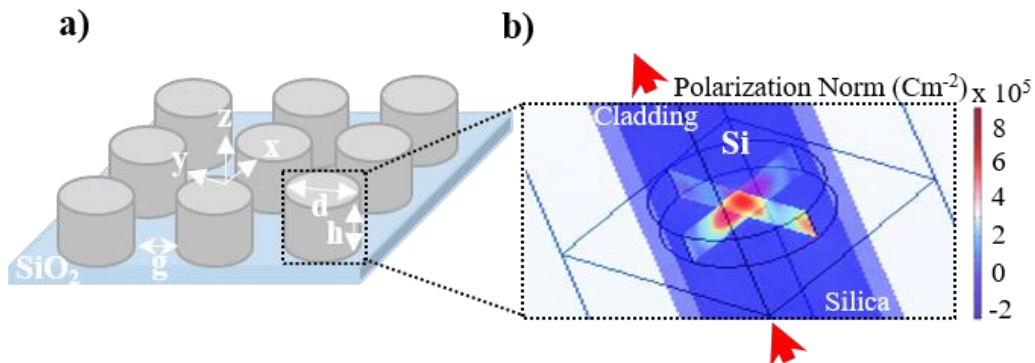 a)
b)
Polarization Norm (Cm-2)
x 10⁵
Cladding
Si
Silica
8
6
4
2
0
-2
z
y
x
d
h
g
SiO₂